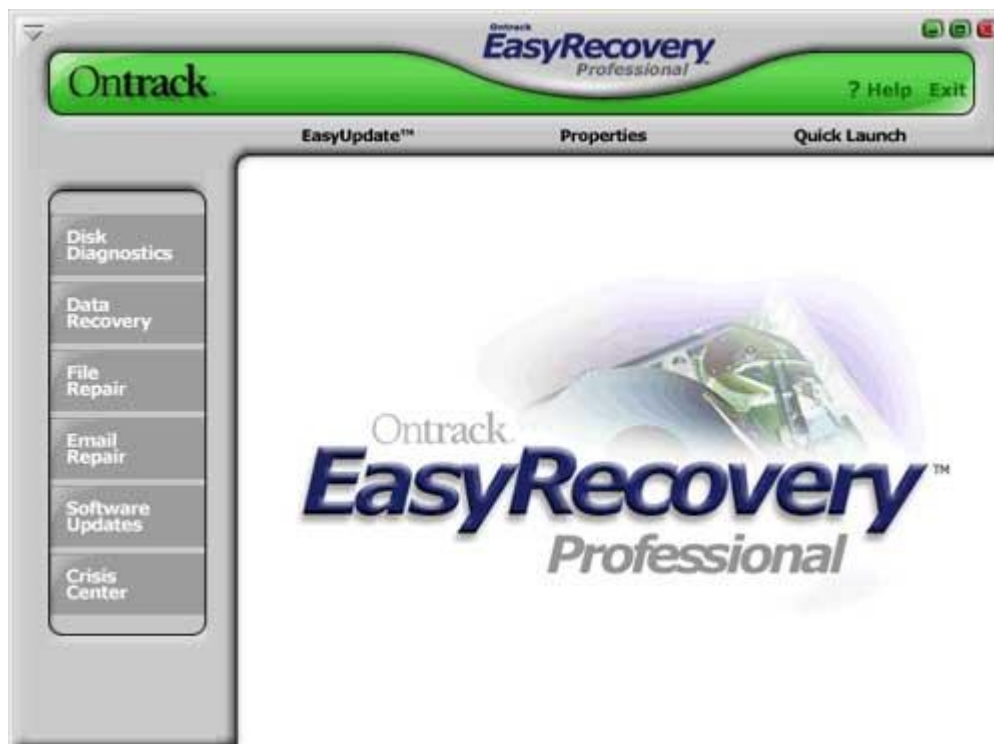 Ontrack
EasyRecovery
Professional
Ontrack
? Help Exit
EasyUpdate™ Properties Quick Launch
Disk
Diagnostics
Data
Recovery
File
Repair
Email
Repair
Software
Updates
Crisis
Center
Ontrack
EasyRecovery™
Professional